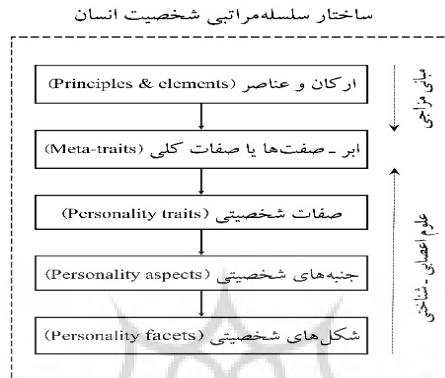 ساختار سلسله‌مراتبی شخصیت انسان
ارکان و عناصر (Principles & elements)
ابر ـ صفت‌ها یا صفات کلی (Meta-traits)
صفات شخصیتی (Personality traits)
جنبه‌های شخصیتی (Personality aspects)
شکل‌های شخصیتی (Personality facets)
مبانی مزاجی
علوم اعصابی ـ شناختی